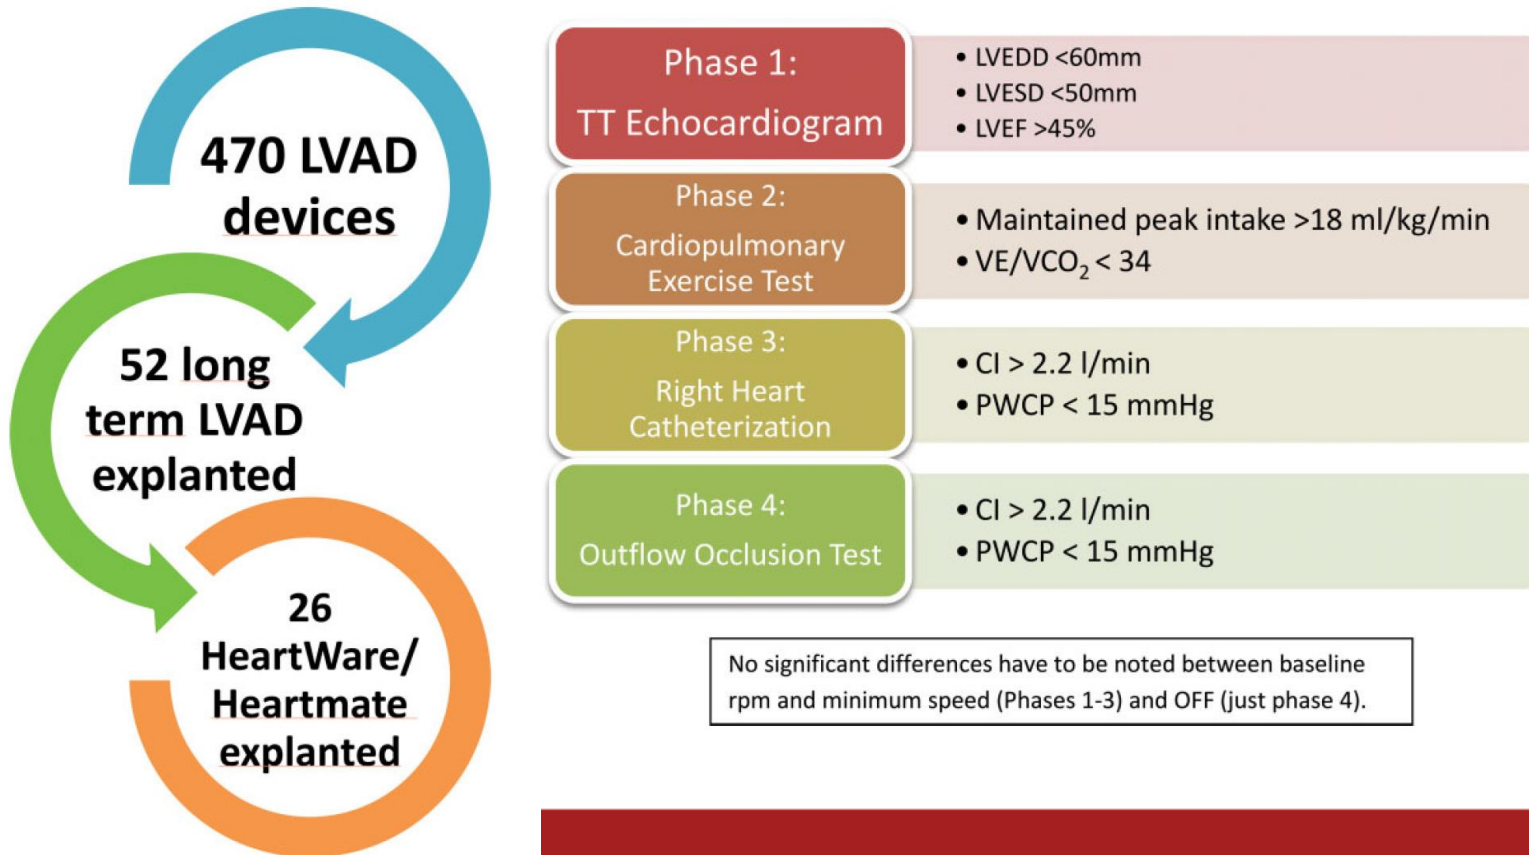 470 LVAD
devices
52 long
term LVAD
explanted
26
HeartWare/
Heartmate
explanted
Phase 1:
TT Echocardiogram
• LVEDD <60mm
• LVESD <50mm
• LVEF >45%
Phase 2:
Cardiopulmonary
Exercise Test
• Maintained peak intake >18 ml/kg/min
• VE/VCO₂ < 34
Phase 3:
Right Heart
Catheterization
• CI > 2.2 l/min
• PWCP < 15 mmHg
Phase 4:
Outflow Occlusion Test
• CI > 2.2 l/min
• PWCP < 15 mmHg
No significant differences have to be noted between baseline
rpm and minimum speed (Phases 1-3) and OFF (just phase 4).